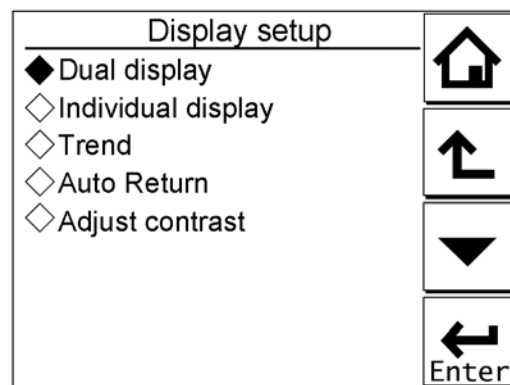 Display setup
Dual display
Individual display
Trend
Auto Return
Adjust contrast
Enter